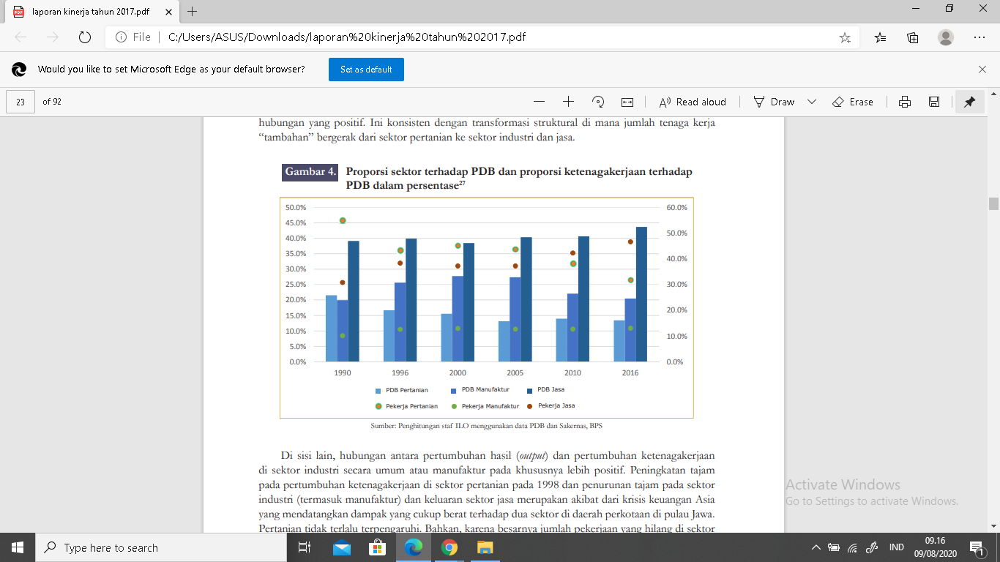 laporan kinerja tahun 2017.pdf
File | C:/Users/ASUS/Downloads/laporan%20kinerja%20tahun%202017.pdf
Would you like to set Microsoft Edge as your default browser? Set as default
23 of 92 Read aloud Draw Erase
hubungan yang positif. Ini konsisten dengan transformasi struktural di mana jumlah tenaga kerja
“tambahan” bergerak dari sektor pertanian ke sektor industri dan jasa.
Gambar 4. Proporsi sektor terhadap PDB dan proporsi ketenagakerjaan terhadap
PDB dalam persentase27
50.0% 60.0%
45.0% 50.0%
40.0%
35.0% 40.0%
30.0%
25.0% 30.0%
20.0% 20.0%
15.0%
10.0% 10.0%
5.0%
0.0% 0.0%
1990 1996 2000 2005 2010 2016
PDB Pertanian PDB Manufaktur PDB Jasa
Pekerja Pertanian Pekerja Manufaktur Pekerja Jasa
Sumber: Penghitungan staf ILO menggunakan data PDB dan Sakernas, BPS
Di sisi lain, hubungan antara pertumbuhan hasil (output) dan pertumbuhan ketenagakerjaan
di sektor industri secara umum atau manufaktur pada khususnya lebih positif. Peningkatan tajam
pada pertumbuhan ketenagakerjaan di sektor pertanian pada 1998 dan penurunan tajam pada sektor
industri (termasuk manufaktur) dan keluaran sektor jasa merupakan akibat dari krisis keuangan Asia
yang mendatangkan dampak yang cukup berat terhadap dua sektor di daerah perkotaan di pulau Jawa.
Pertanian tidak terlalu terpengaruhi. Bahkan, karena besarnya jumlah pekerjaan yang hilang di sektor
Activate Windows
Go to Settings to activate Windows.
Type here to search
IND
09.16
09/08/2020
1